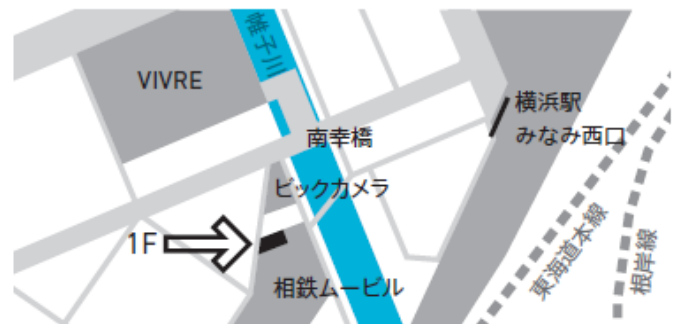 帷子川
VIVRE
横浜駅
みなみ西口
南幸橋
ビックカメラ
1F
相鉄ムービル
東海道本線
根岸線